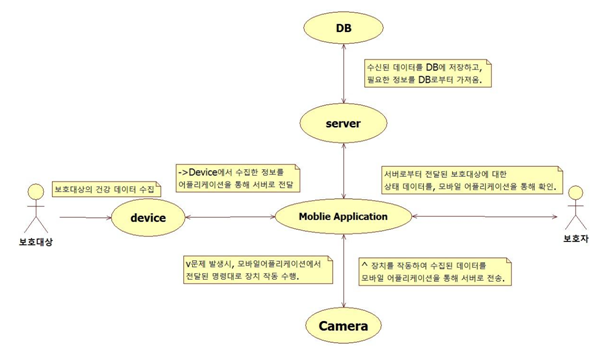 DB
수신된 데이터를 DB에 저장하고,
필요한 정보를 DB로부터 가져옴.
server
->Device에서 수집한 정보를
어플리케이션을 통해 서버로 전달
서버로부터 전달된 보호대상에 대한
상태 데이터를, 모바일 어플리케이션을 통해 확인.
보호대상의 건강 데이터 수집
보호대상
device
Moblie Application
보호자
v문제 발생시, 모바일어플리케이션에서
전달된 명령대로 장치 작동 수행.
^ 장치를 작동하여 수집된 데이터를
모바일 어플리케이션을 통해 서버로 전송.
Camera